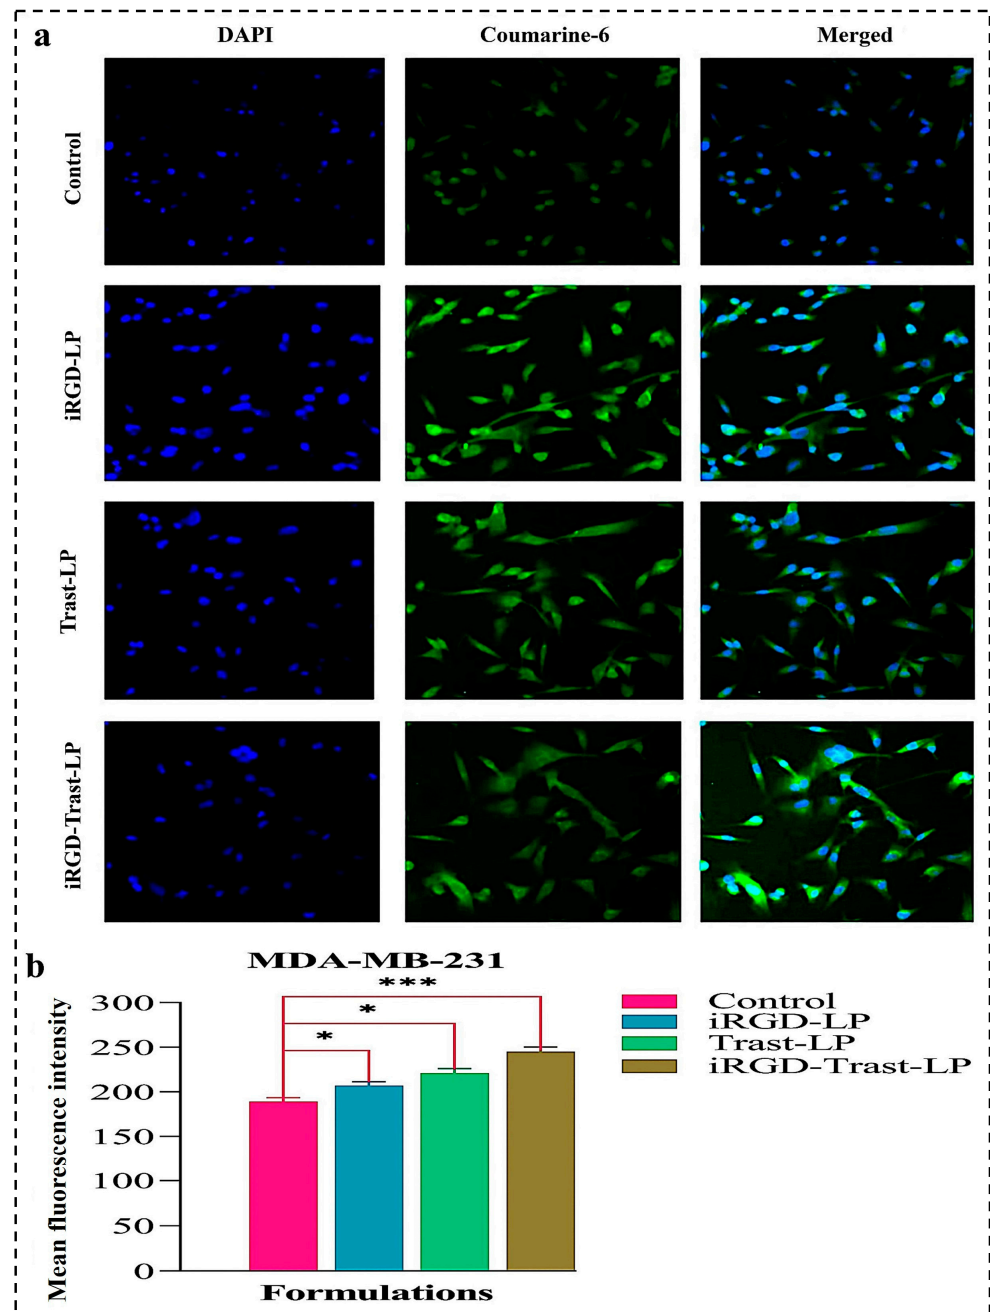 a
DAPI Coumarine-6 Merged
Control
iRGD-LP
Trast-LP
iRGD-Trast-LP
b
MDA-MB-231
***
*
*
Mean fluorescence intensity
300
250
200
150
100
50
0
Formulations
Control
iRGD-LP
Trast-LP
iRGD-Trast-LP